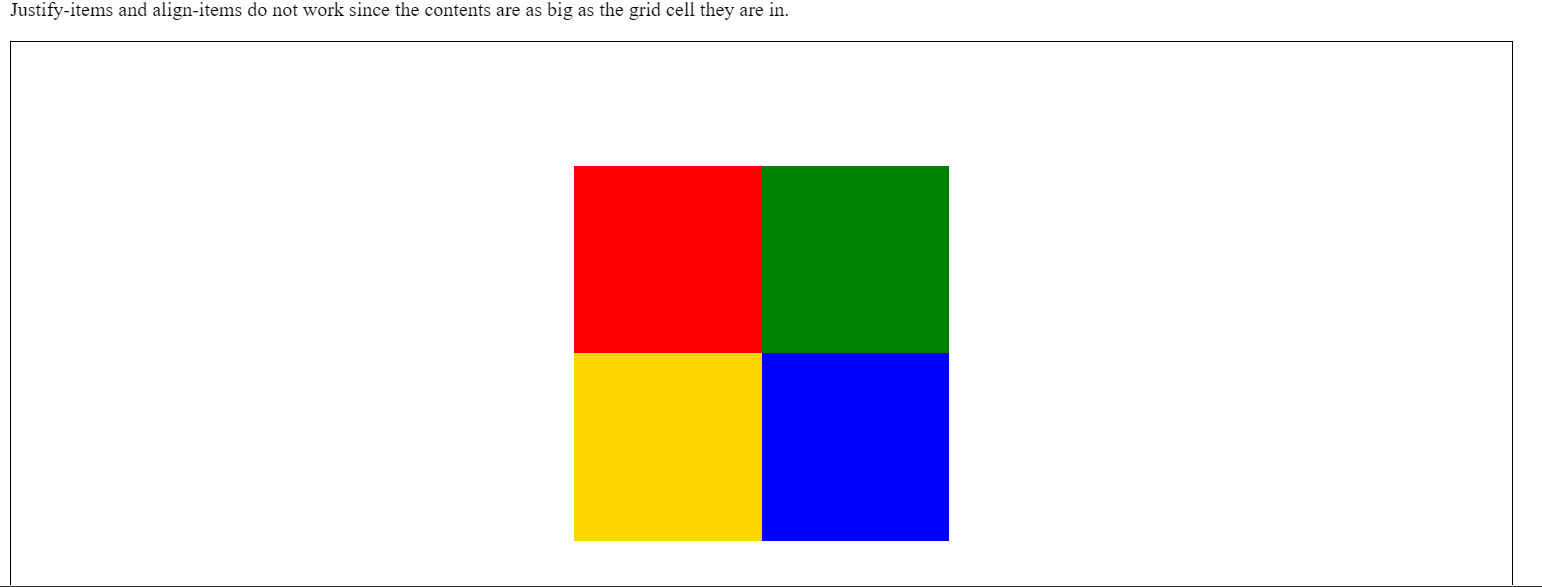 Justify-items and align-items do not work since the contents are as big as the grid cell they are in.